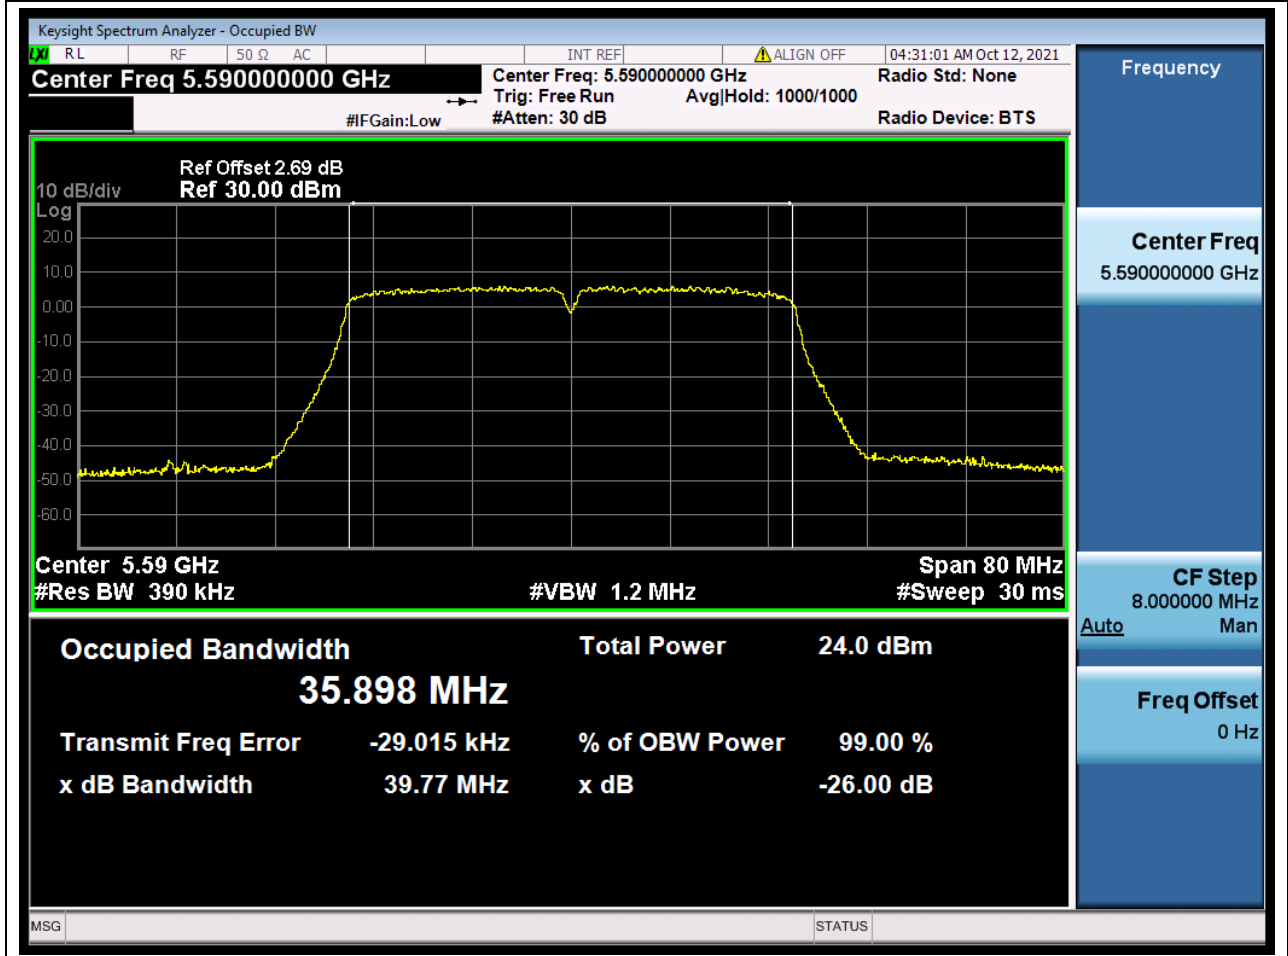 Keysight Spectrum Analyzer - Occupied BW
LXI RL RF 50 Ω AC INT REF ALIGN OFF 04:31:01 AM Oct 12, 2021
Center Freq 5.590000000 GHz
Center Freq: 5.590000000 GHz Radio Std: None
Trig: Free Run Avg|Hold: 1000/1000
#IFGain:Low #Atten: 30 dB Radio Device: BTS
Ref Offset 2.69 dB
10 dB/div Ref 30.00 dBm
Log
20.0
10.0
0.00
-10.0
-20.0
-30.0
-40.0
-50.0
-60.0
Center 5.59 GHz Span 80 MHz
#Res BW 390 kHz #VBW 1.2 MHz #Sweep 30 ms
Occupied Bandwidth Total Power 24.0 dBm
35.898 MHz
Transmit Freq Error -29.015 kHz % of OBW Power 99.00 %
x dB Bandwidth 39.77 MHz x dB -26.00 dB
Frequency
Center Freq
5.590000000 GHz
CF Step
8.000000 MHz
Auto Man
Freq Offset
0 Hz
MSG STATUS